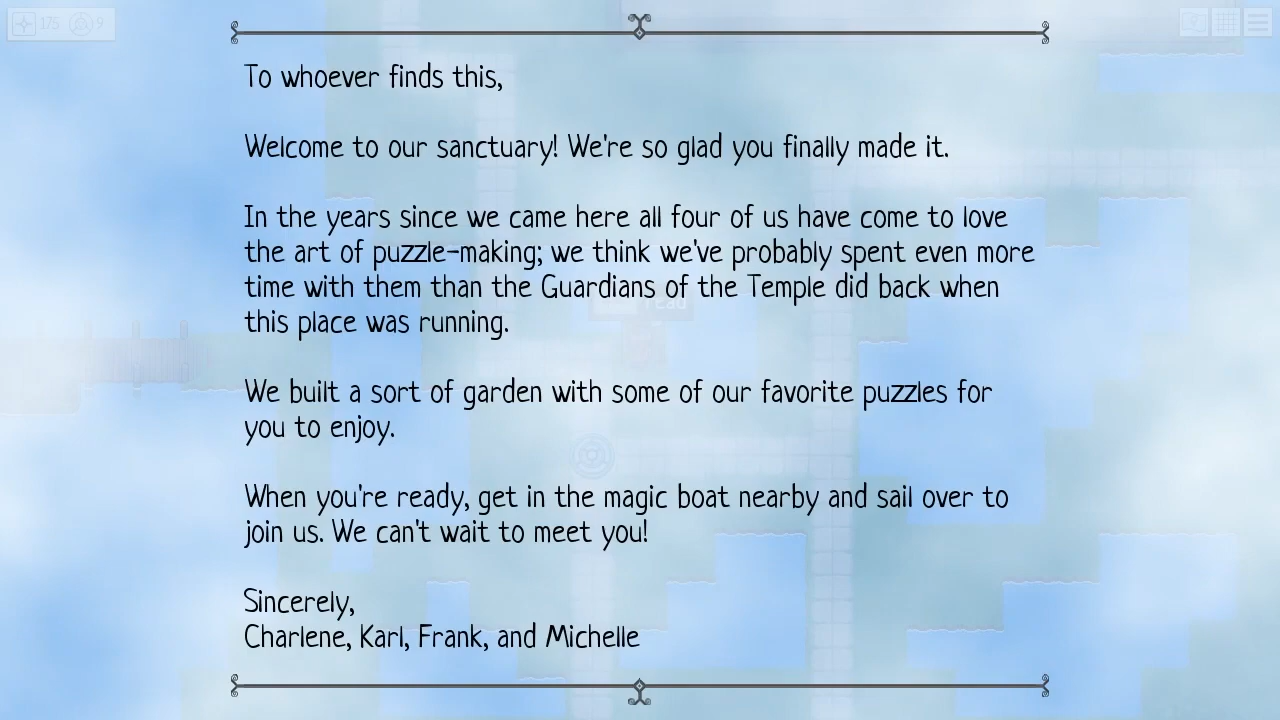 175 9
To whoever finds this,
Welcome to our sanctuary! We're so glad you finally made it.
In the years since we came here all four of us have come to love
the art of puzzle-making; we think we've probably spent even more
time with them than the Guardians of the Temple did back when
this place was running.
We built a sort of garden with some of our favorite puzzles for
you to enjoy.
When you're ready, get in the magic boat nearby and sail over to
join us. We can't wait to meet you!
Sincerely,
Charlene, Karl, Frank, and Michelle